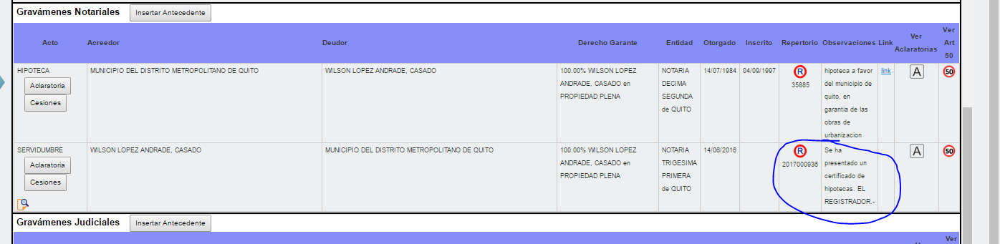 Gravámenes Notariales Insertar Antecedente
Acto Acreedor Deudor Derecho Garante Entidad Otorgado Inscrito Repertorio Observaciones Link Ver Aclaratorias Ver Art 50
HIPOTECA MUNICIPIO DEL DISTRITO METROPOLITANO DE QUITO WILSON LOPEZ ANDRADE, CASADO 100.00% WILSON LOPEZ NOTARIA 14/07/1984 04/09/1997 R hipoteca a favor link A 50
Aclaratoria ANDRADE, CASADO en DECIMA 35885 del municipio de
Cesiones PROPIEDAD PLENA SEGUNDA quito, en
de QUITO garantia de las
obras de
urbanizacion
SERVIDUMBRE WILSON LOPEZ ANDRADE, CASADO MUNICIPIO DEL DISTRITO METROPOLITANO DE QUITO 100.00% WILSON LOPEZ NOTARIA 14/06/2016 R Se ha A 50
Aclaratoria ANDRADE, CASADO en TRIGESIMA 2017000936 presentado un
Cesiones PROPIEDAD PLENA PRIMERA certificado de
de QUITO hipotecas. EL
REGISTRADOR.-
Gravámenes Judiciales Insertar Antecedente
Ver